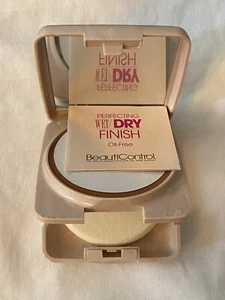 PERFECTING
WET/DRY
FINISH
Oil-Free
BeautiControl